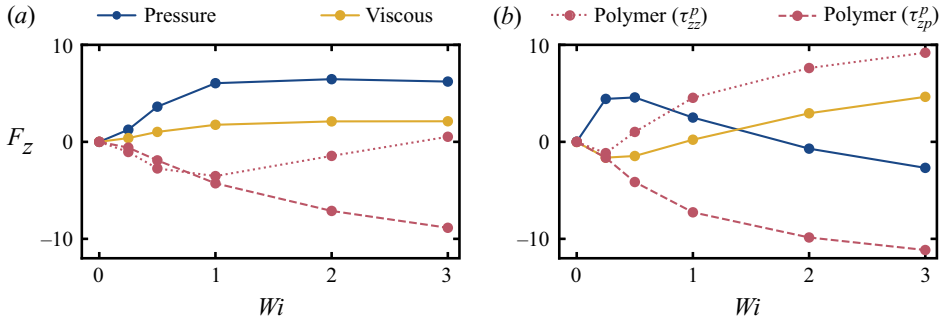 (a) Pressure Viscous (b) Polymer (τ^p_zz) Polymer (τ^p_zp)
10 10
F_z 0 0
−10 −10
0 1 2 3 0 1 2 3
Wi Wi